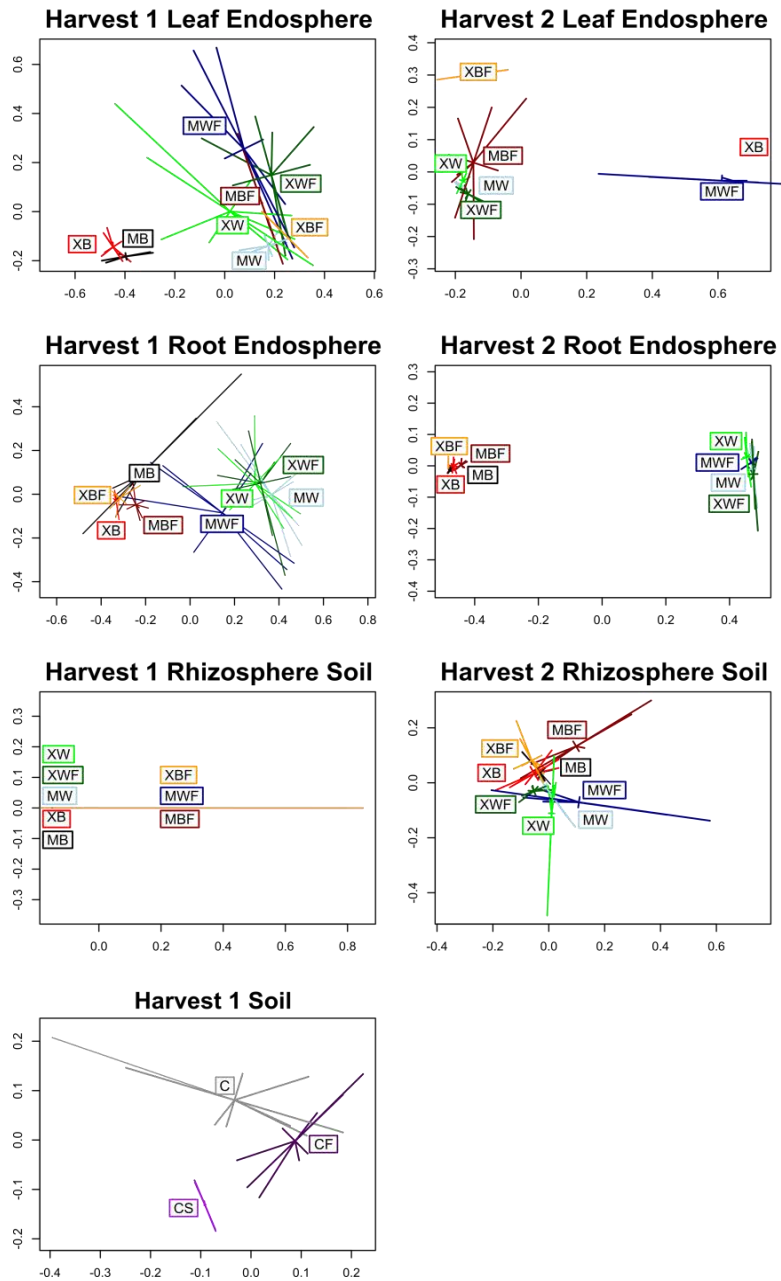 Harvest 1 Leaf Endosphere
0.6
0.4
0.2
0.0
-0.2
MWF
XWF
MBF
XW
XBF
XB
MB
MW
-0.6 -0.4 -0.2 0.0 0.2 0.4 0.6
Harvest 2 Leaf Endosphere
0.4
0.3
0.2
0.1
0.0
-0.1
-0.2
-0.3
XBF
XB
MBF
XW
MW
MWF
XWF
-0.2 0.0 0.2 0.4 0.6
Harvest 1 Root Endosphere
0.4
0.2
0.0
-0.2
-0.4
MB
XWF
XBF
XW
MW
XB
MBF
MWF
-0.6 -0.4 -0.2 0.0 0.2 0.4 0.6 0.8
Harvest 2 Root Endosphere
0.3
0.2
0.1
0.0
-0.1
-0.2
-0.3
-0.4
XBF
MBF
MB
XB
XW
MWF
MW
XWF
-0.4 -0.2 0.0 0.2 0.4
Harvest 1 Rhizosphere Soil
0.3
0.2
0.1
0.0
-0.1
-0.2
-0.3
XW
XWF XBF
MW MWF
XB MBF
MB
0.0 0.2 0.4 0.6 0.8
Harvest 2 Rhizosphere Soil
0.2
0.0
-0.2
-0.4
MBF
XBF
MB
XB
MWF
XWF
XW
MW
-0.4 -0.2 0.0 0.2 0.4 0.6
Harvest 1 Soil
0.2
0.1
0.0
-0.1
-0.2
C
CF
CS
-0.4 -0.3 -0.2 -0.1 0.0 0.1 0.2